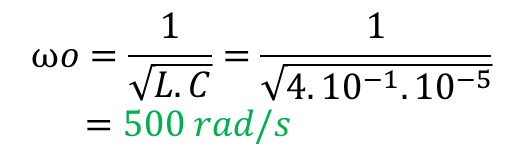 ωo = 1/√(L.C) = 1/√(4.10⁻¹.10⁻⁵)
= 500 rad/s